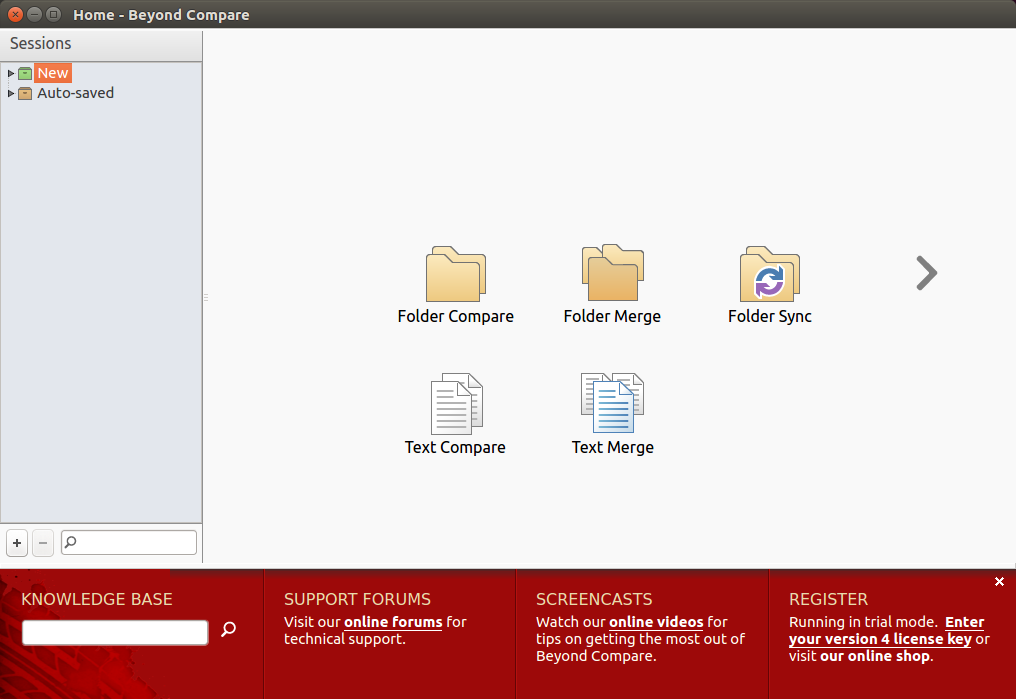 Home - Beyond Compare
Sessions
New
Auto-saved
Folder Compare
Folder Merge
Folder Sync
Text Compare
Text Merge
KNOWLEDGE BASE
SUPPORT FORUMS
Visit our online forums for
technical support.
SCREENCASTS
Watch our online videos for
tips on getting the most out of
Beyond Compare.
REGISTER
Running in trial mode. Enter
your version 4 license key or
visit our online shop.